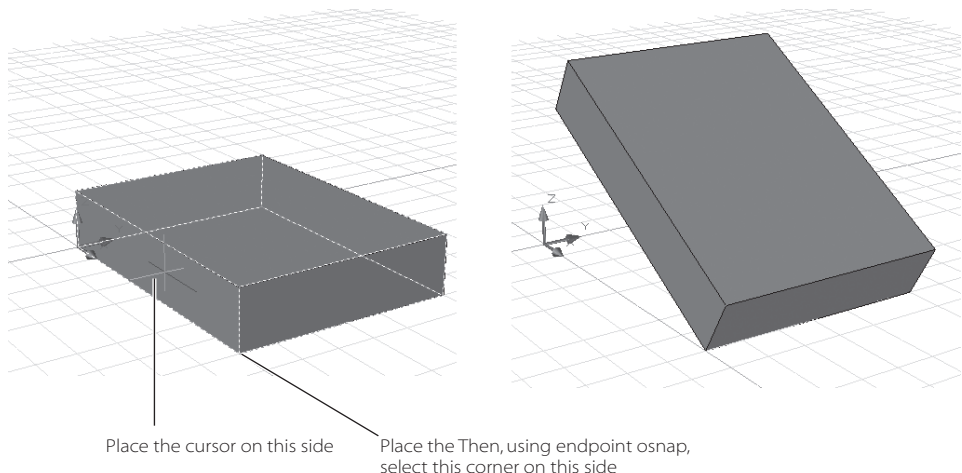 Z
Y
Place the cursor on this side
Place the Then, using endpoint osnap,
select this corner on this side